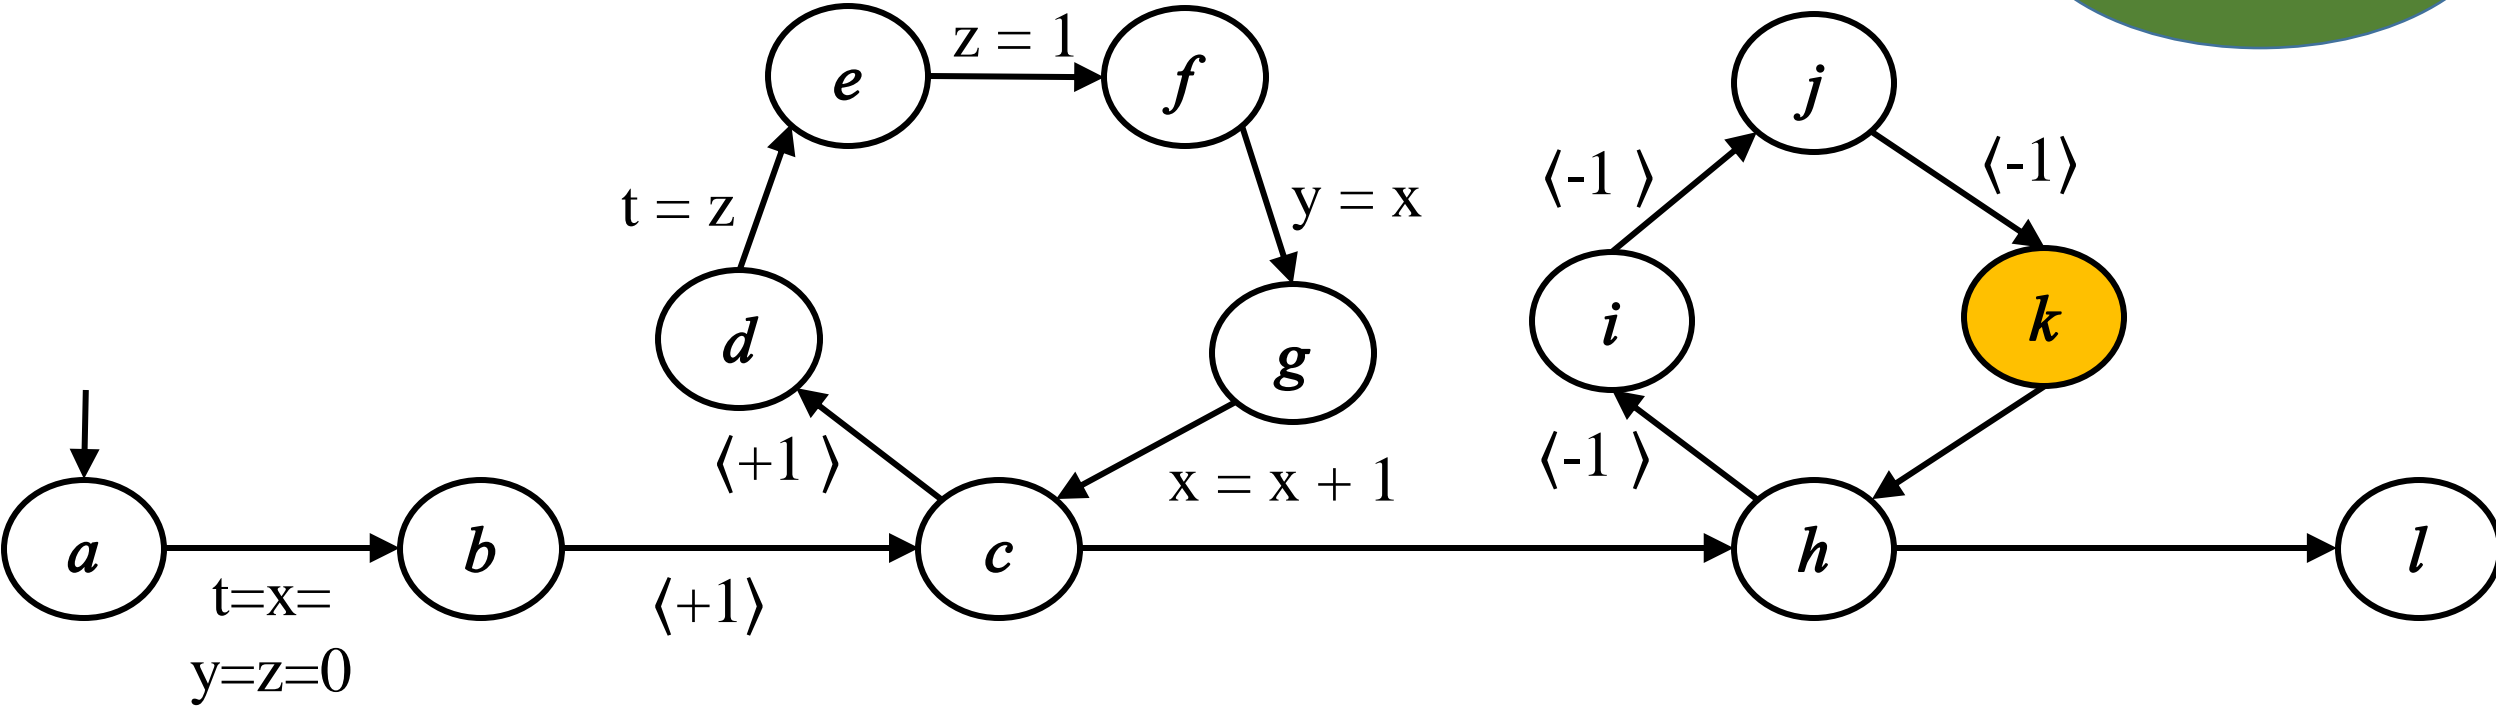 z = 1
e
f
j
⟨-1 ⟩
⟨-1⟩
t = z
y = x
d
g
i
k
⟨+1 ⟩
x = x + 1
⟨-1 ⟩
a
b
c
h
l
t=x=
y=z=0
⟨+1⟩